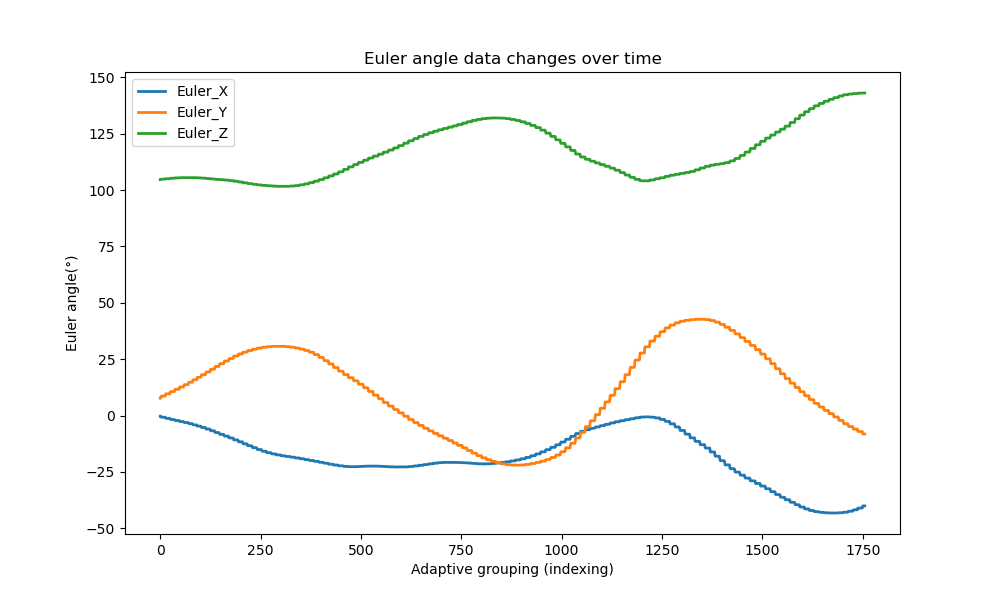 Euler angle data changes over time
Euler_X
Euler_Y
Euler_Z
150
125
100
75
50
25
0
−25
−50
Euler angle(°)
0 250 500 750 1000 1250 1500 1750
Adaptive grouping (indexing)